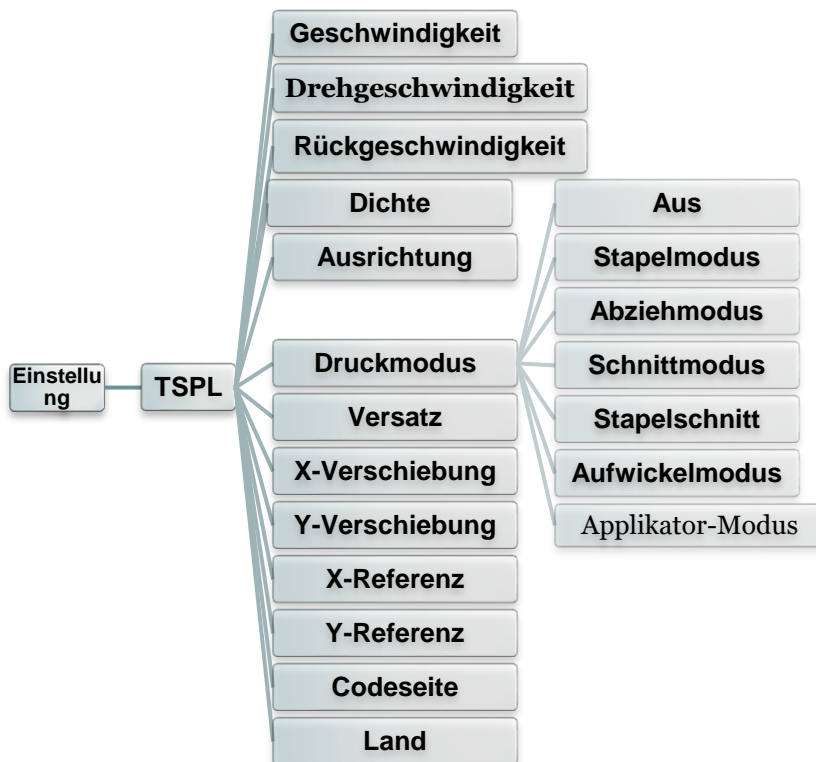 Einstellu
ng
TSPL
Geschwindigkeit
Drehgeschwindigkeit
Rückgeschwindigkeit
Dichte
Ausrichtung
Druckmodus
Versatz
X-Verschiebung
Y-Verschiebung
X-Referenz
Y-Referenz
Codeseite
Land
Aus
Stapelmodus
Abziehmodus
Schnittmodus
Stapelschnitt
Aufwickelmodus
Applikator-Modus